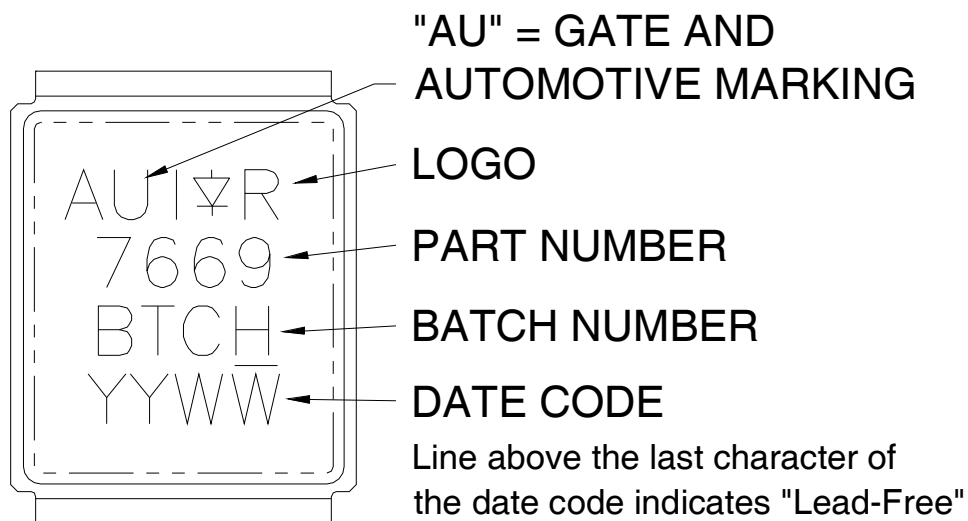 "AU" = GATE AND
AUTOMOTIVE MARKING
AUI R
LOGO
7669
PART NUMBER
BTCH
BATCH NUMBER
YYWW
DATE CODE
Line above the last character of
the date code indicates "Lead-Free"